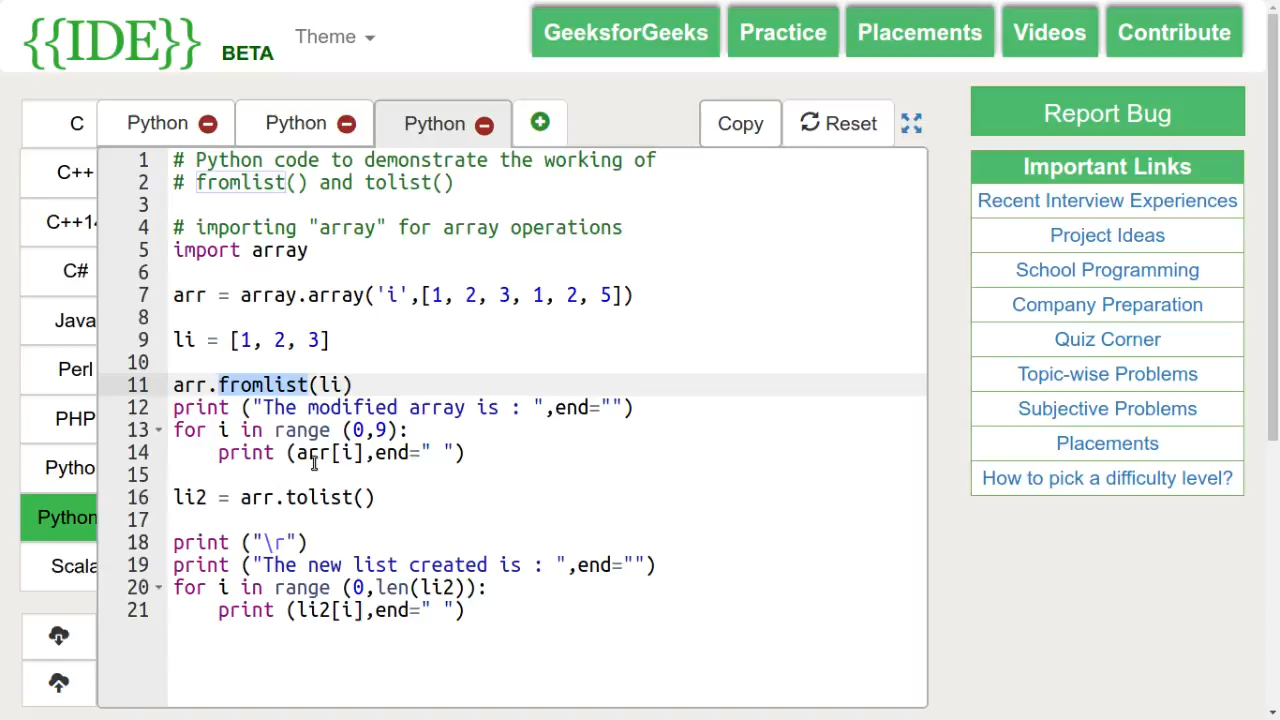 {{IDE}} BETA
Theme
GeeksforGeeks Practice Placements Videos Contribute
C
C++
C++14
C#
Java
Perl
PHP
Python
Python
Scala
Python Python Python
Copy Reset
1 # Python code to demonstrate the working of
2 # fromlist() and tolist()
3
4 # importing "array" for array operations
5 import array
6
7 arr = array.array('i',[1, 2, 3, 1, 2, 5])
8
9 li = [1, 2, 3]
10
11 arr.fromlist(li)
12 print ("The modified array is : ",end="")
13 for i in range (0,9):
14 print (arr[i],end=" ")
15
16 li2 = arr.tolist()
17
18 print ("\r")
19 print ("The new list created is : ",end="")
20 for i in range (0,len(li2)):
21 print (li2[i],end=" ")
Report Bug
Important Links
Recent Interview Experiences
Project Ideas
School Programming
Company Preparation
Quiz Corner
Topic-wise Problems
Subjective Problems
Placements
How to pick a difficulty level?